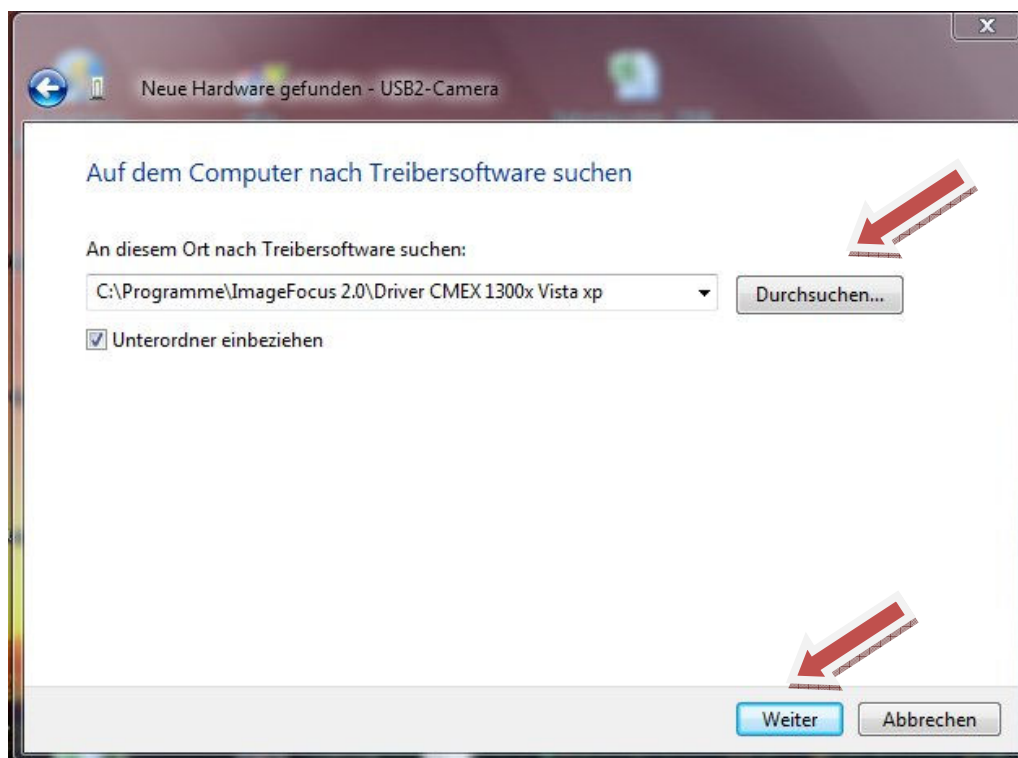 Neue Hardware gefunden - USB2-Camera
Auf dem Computer nach Treibersoftware suchen
An diesem Ort nach Treibersoftware suchen:
C:\Programme\ImageFocus 2.0\Driver CMEX 1300x Vista xp
Durchsuchen...
Unterordner einbeziehen
Weiter
Abbrechen